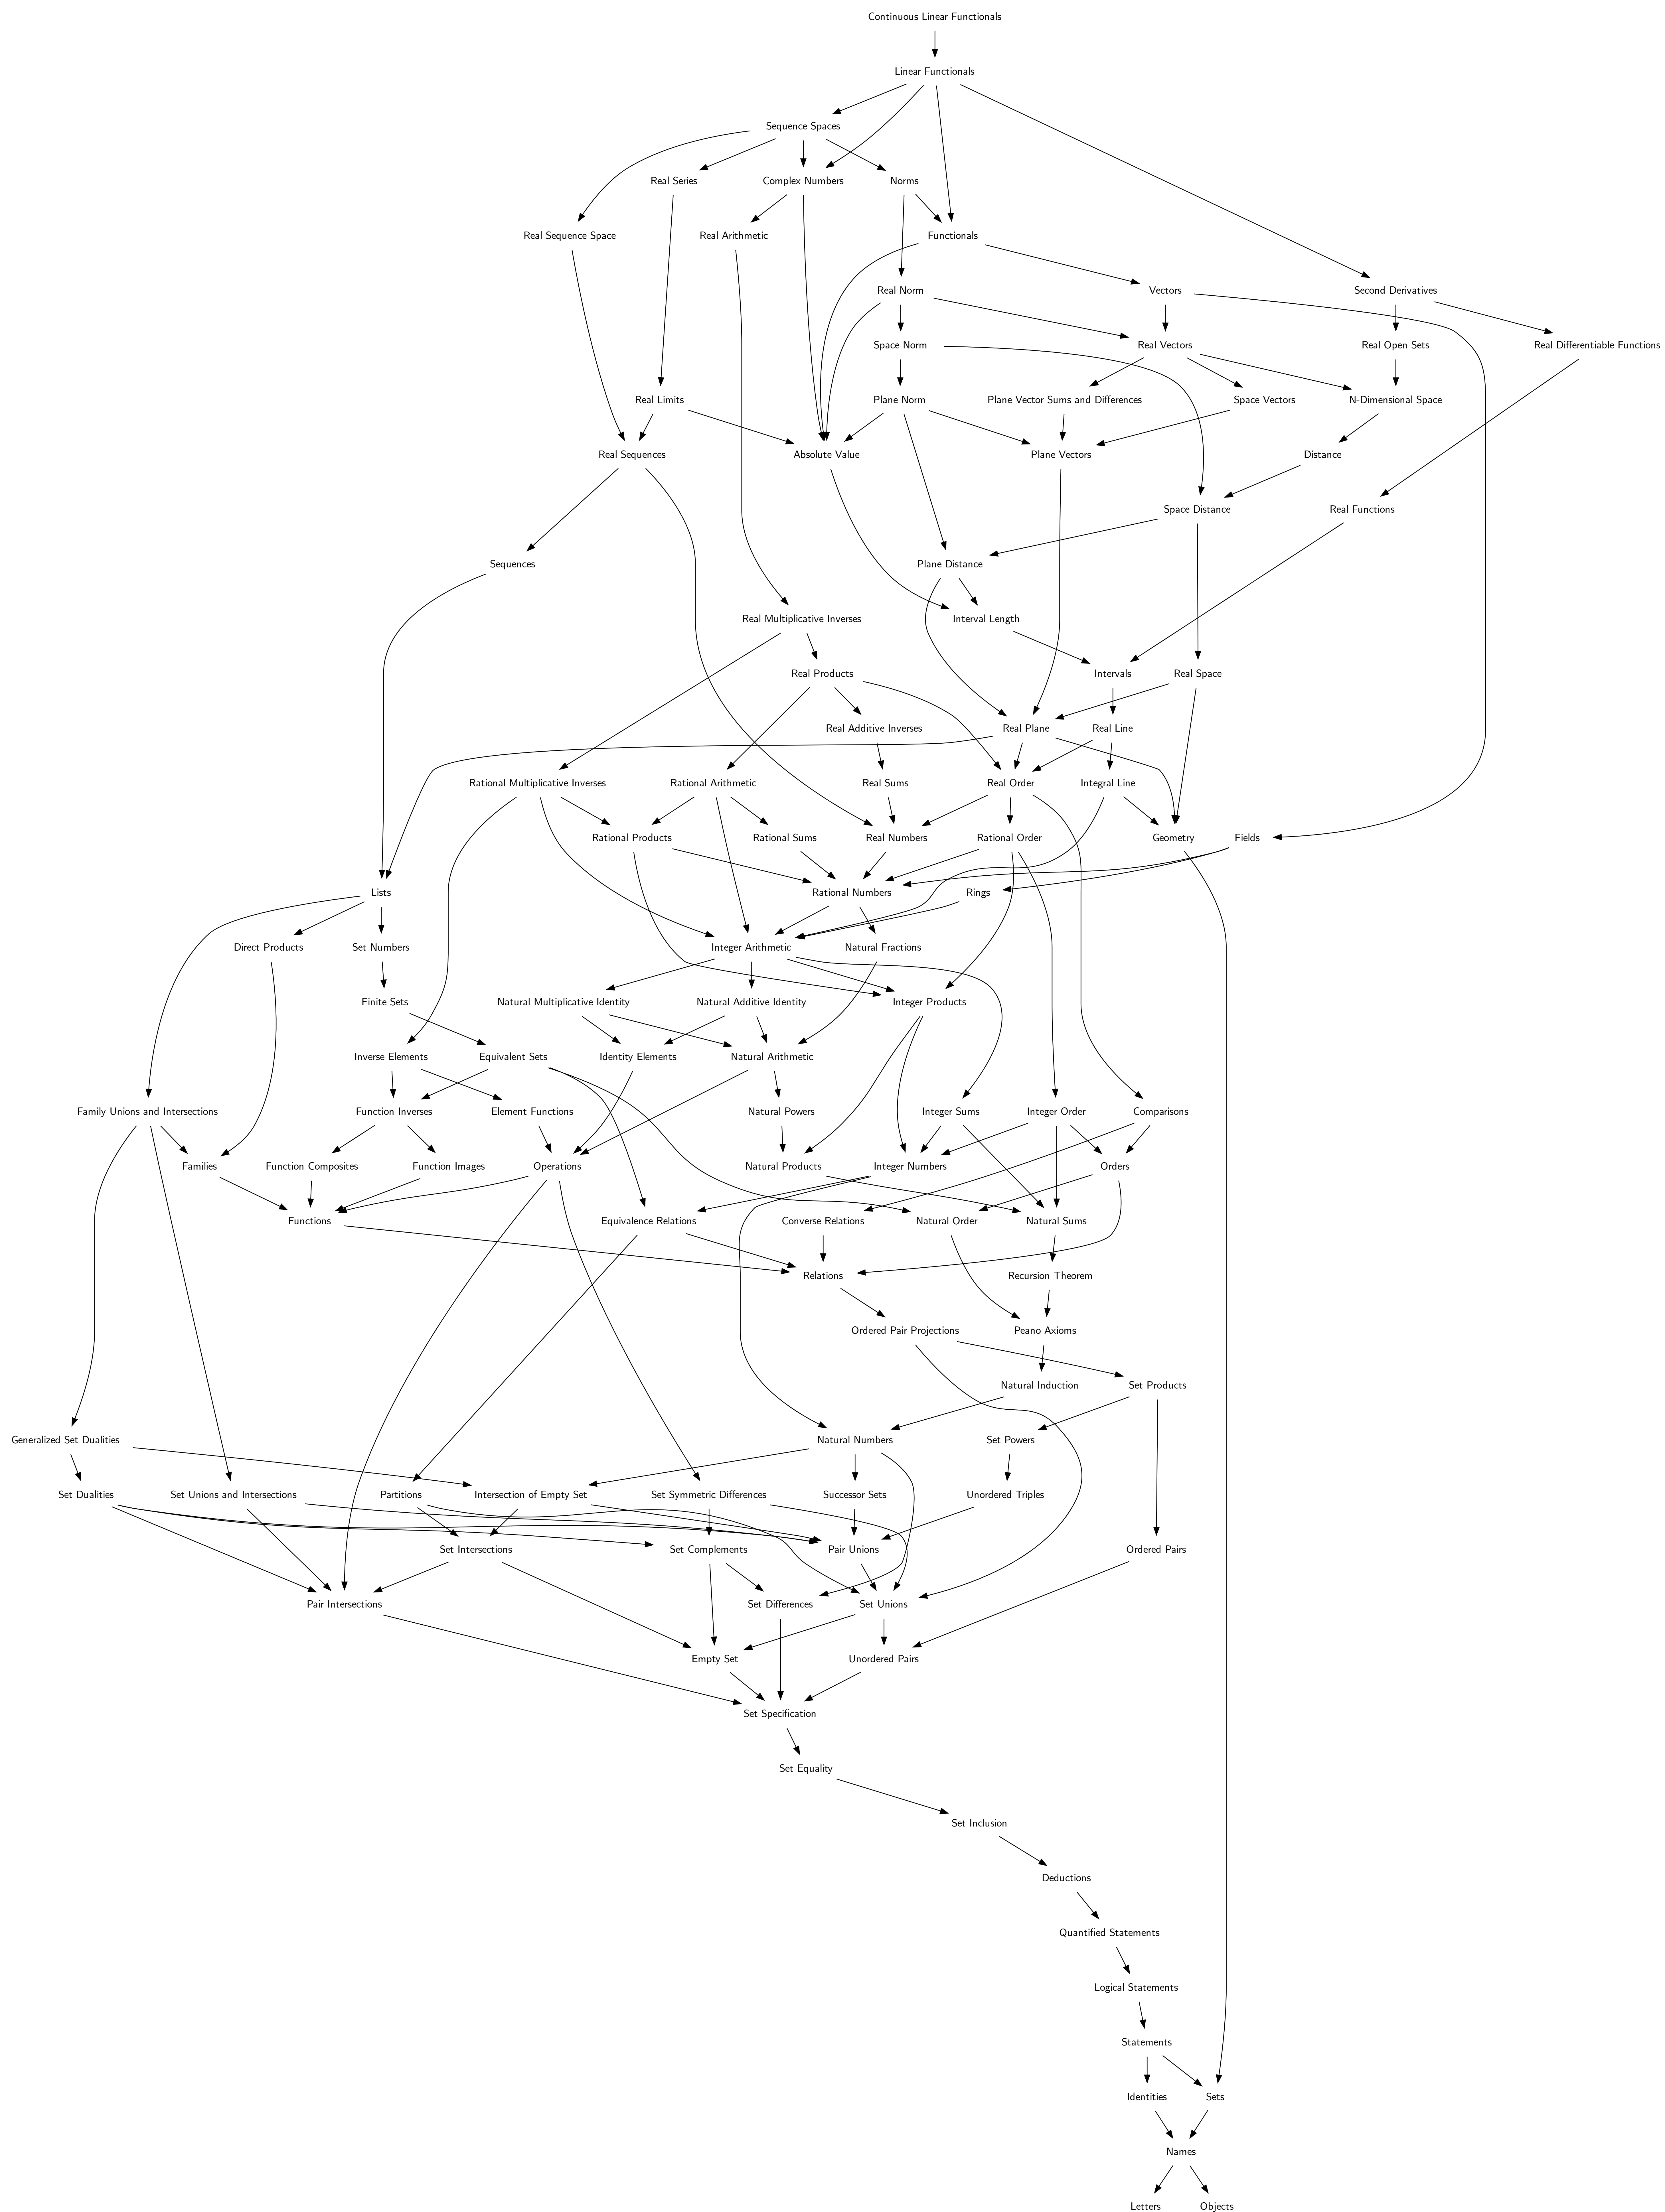 Continuous Linear Functionals
Linear Functionals
Sequence Spaces
Real Series
Complex Numbers
Norms
Real Sequence Space
Real Arithmetic
Functionals
Real Norm
Vectors
Second Derivatives
Space Norm
Real Vectors
Real Open Sets
Real Differentiable Functions
Real Limits
Plane Norm
Plane Vector Sums and Differences
Space Vectors
N-Dimensional Space
Real Sequences
Absolute Value
Plane Vectors
Distance
Space Distance
Real Functions
Sequences
Plane Distance
Real Multiplicative Inverses
Interval Length
Real Products
Intervals
Real Space
Real Additive Inverses
Real Plane
Real Line
Rational Multiplicative Inverses
Rational Arithmetic
Real Sums
Real Order
Integral Line
Rational Products
Rational Sums
Real Numbers
Rational Order
Geometry
Fields
Lists
Rational Numbers
Rings
Direct Products
Set Numbers
Integer Arithmetic
Natural Fractions
Finite Sets
Natural Multiplicative Identity
Natural Additive Identity
Integer Products
Inverse Elements
Equivalent Sets
Identity Elements
Natural Arithmetic
Family Unions and Intersections
Function Inverses
Element Functions
Natural Powers
Integer Sums
Integer Order
Comparisons
Families
Function Composites
Function Images
Operations
Natural Products
Integer Numbers
Orders
Functions
Equivalence Relations
Converse Relations
Natural Order
Natural Sums
Relations
Recursion Theorem
Ordered Pair Projections
Peano Axioms
Natural Induction
Set Products
Generalized Set Dualities
Natural Numbers
Set Powers
Set Dualities
Set Unions and Intersections
Partitions
Intersection of Empty Set
Set Symmetric Differences
Successor Sets
Unordered Triples
Set Intersections
Set Complements
Pair Unions
Ordered Pairs
Pair Intersections
Set Differences
Set Unions
Empty Set
Unordered Pairs
Set Specification
Set Equality
Set Inclusion
Deductions
Quantified Statements
Logical Statements
Statements
Identities
Sets
Names
Letters
Objects